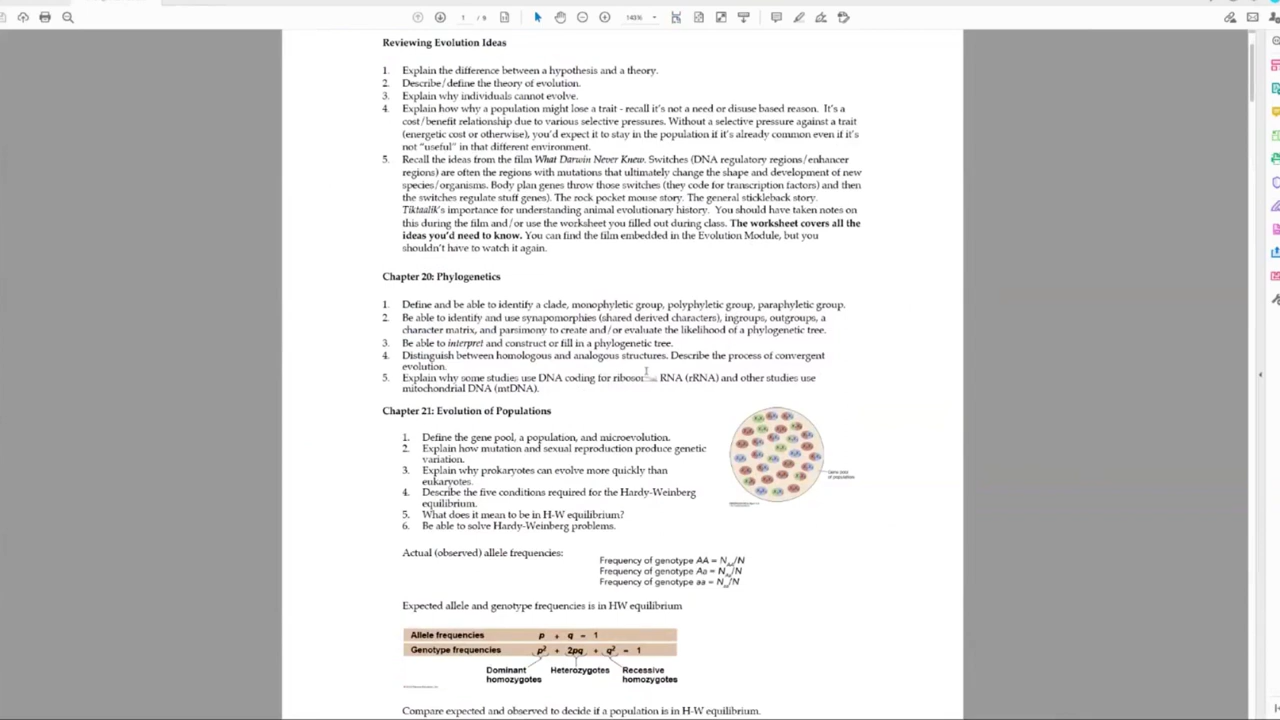 1 / 9
143%
Reviewing Evolution Ideas
1. Explain the difference between a hypothesis and a theory.
2. Describe/define the theory of evolution.
3. Explain why individuals cannot evolve.
4. Explain how why a population might lose a trait - recall it's not a need or disuse based reason. It's a
cost/benefit relationship due to various selective pressures. Without a selective pressure against a trait
(energetic cost or otherwise), you'd expect it to stay in the population if it's already common even if it's
not "useful" in that different environment.
5. Recall the ideas from the film What Darwin Never Knew. Switches (DNA regulatory regions/enhancer
regions) are often the regions with mutations that ultimately change the shape and development of new
species/organisms. Body plan genes throw those switches (they code for transcription factors) and then
the switches regulate stuff genes). The rock pocket mouse story. The general stickleback story.
Tiktaalik's importance for understanding animal evolutionary history. You should have taken notes on
this during the film and/or use the worksheet you filled out during class. The worksheet covers all the
ideas you'd need to know. You can find the film embedded in the Evolution Module, but you
shouldn't have to watch it again.
Chapter 20: Phylogenetics
1. Define and be able to identify a clade, monophyletic group, polyphyletic group, paraphyletic group.
2. Be able to identify and use synapomorphies (shared derived characters), ingroups, outgroups, a
character matrix, and parsimony to create and/or evaluate the likelihood of a phylogenetic tree.
3. Be able to interpret and construct or fill in a phylogenetic tree.
4. Distinguish between homologous and analogous structures. Describe the process of convergent
evolution.
5. Explain why some studies use DNA coding for ribosomal RNA (rRNA) and other studies use
mitochondrial DNA (mtDNA).
Chapter 21: Evolution of Populations
1. Define the gene pool, a population, and microevolution.
2. Explain how mutation and sexual reproduction produce genetic
variation.
3. Explain why prokaryotes can evolve more quickly than
eukaryotes.
4. Describe the five conditions required for the Hardy-Weinberg
equilibrium.
5. What does it mean to be in H-W equilibrium?
6. Be able to solve Hardy-Weinberg problems.
Gene pool
of population
Actual (observed) allele frequencies:
Frequency of genotype AA = N_AA/N
Frequency of genotype Aa = N_Aa/N
Frequency of genotype aa = N_aa/N
Expected allele and genotype frequencies is in HW equilibrium
Allele frequencies p + q = 1
Genotype frequencies p² + 2pq + q² = 1
Dominant homozygotes Heterozygotes Recessive homozygotes
Compare expected and observed to decide if a population is in H-W equilibrium.